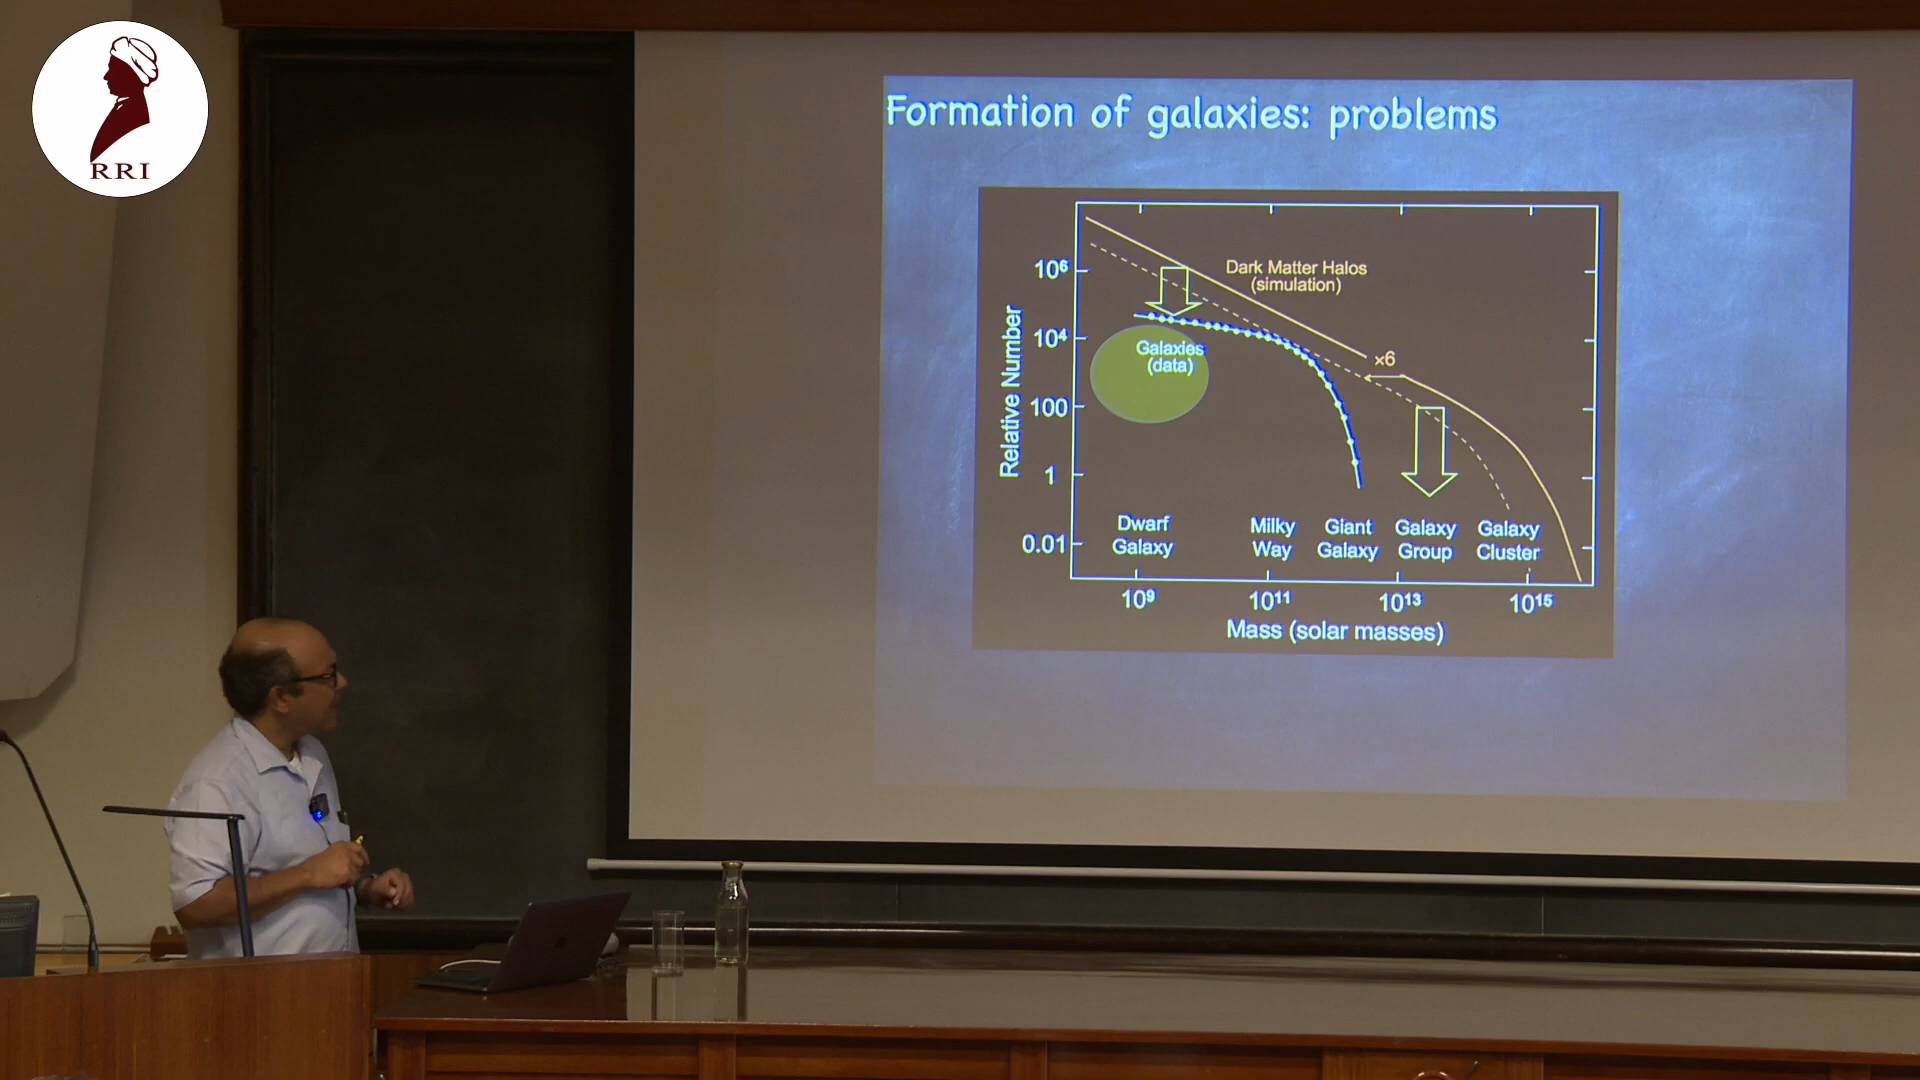 RRI
Formation of galaxies: problems
Dark Matter Halos
(simulation)
×6
Galaxies
(data)
Relative Number
10⁶
10⁴
100
1
0.01
Dwarf
Galaxy
Milky
Way
Giant
Galaxy
Galaxy
Group
Galaxy
Cluster
10⁹
10¹¹
10¹³
10¹⁵
Mass (solar masses)